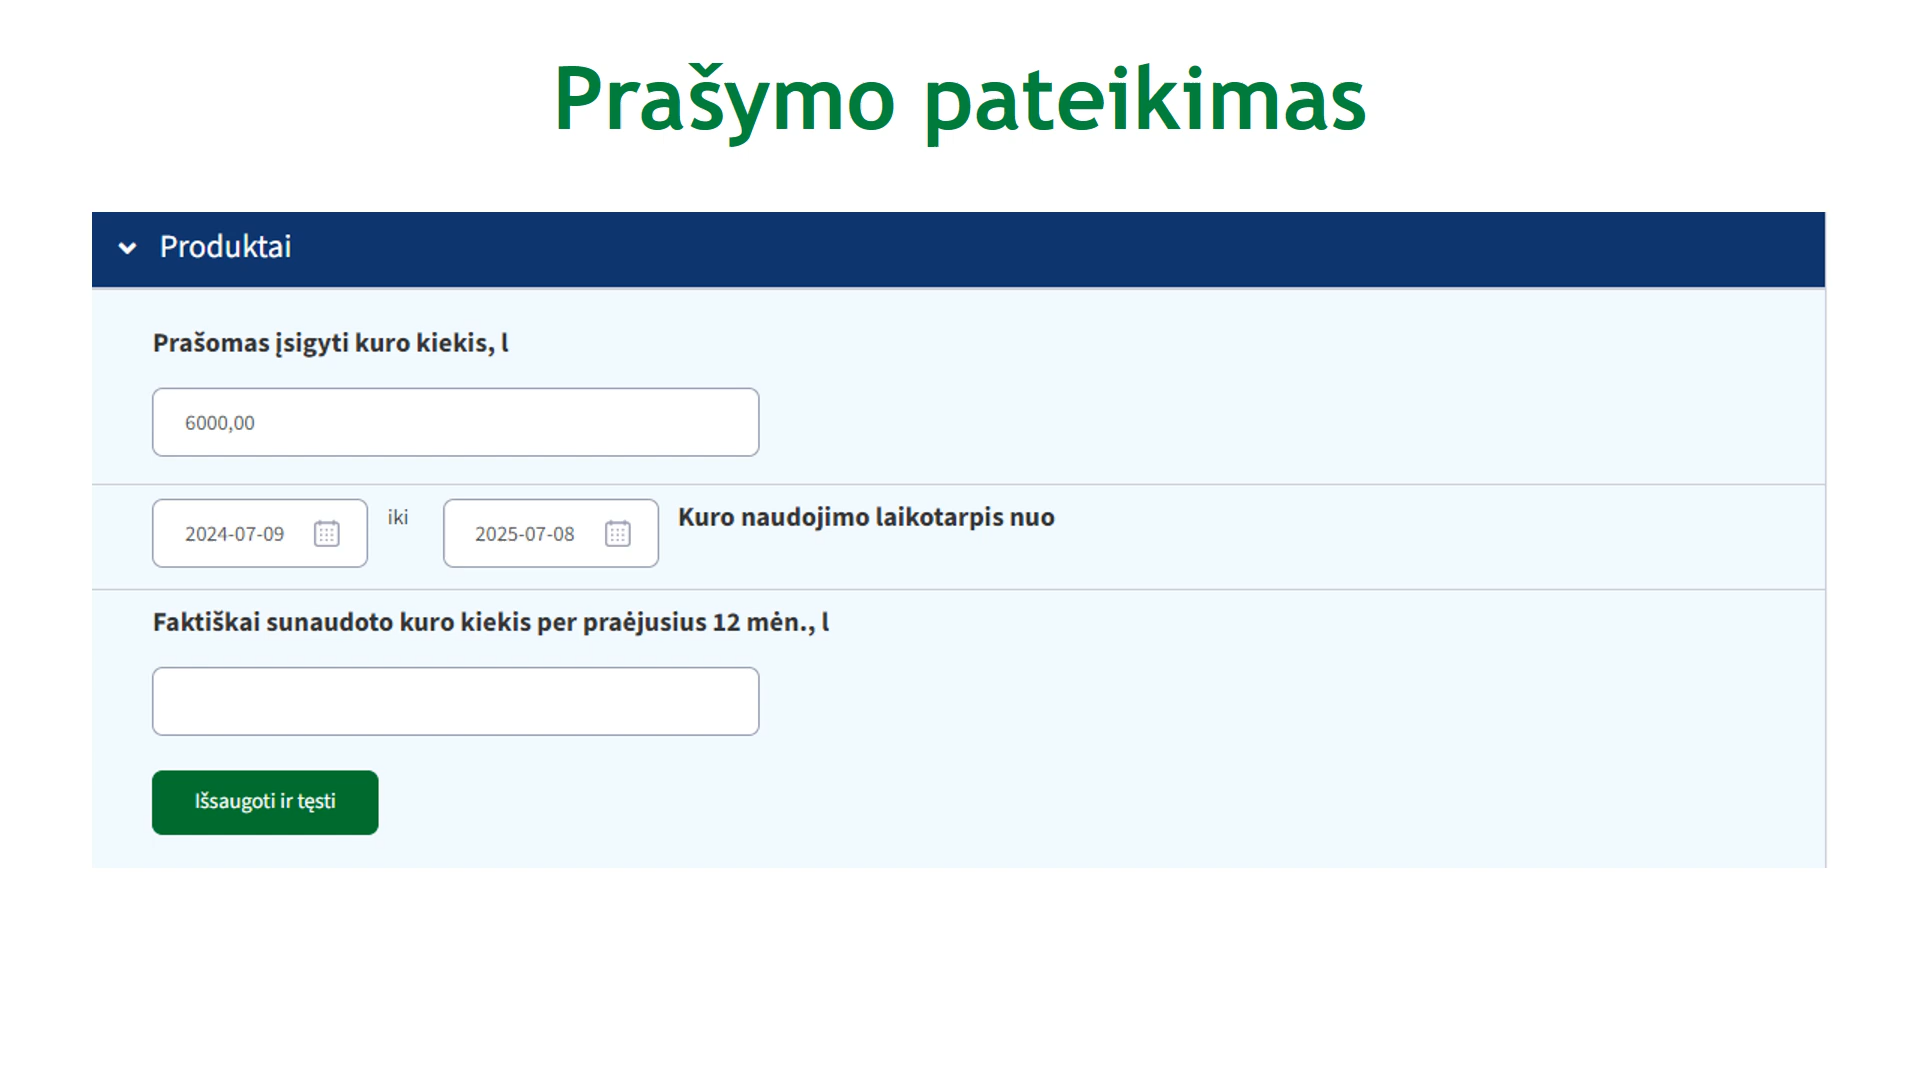 Prašymo pateikimas
Produktai
Prašomas įsigyti kuro kiekis, l
6000,00
2024-07-09 iki 2025-07-08 Kuro naudojimo laikotarpis nuo
Faktiškai sunaudoto kuro kiekis per praėjusius 12 mėn., l
Išsaugoti ir tęsti